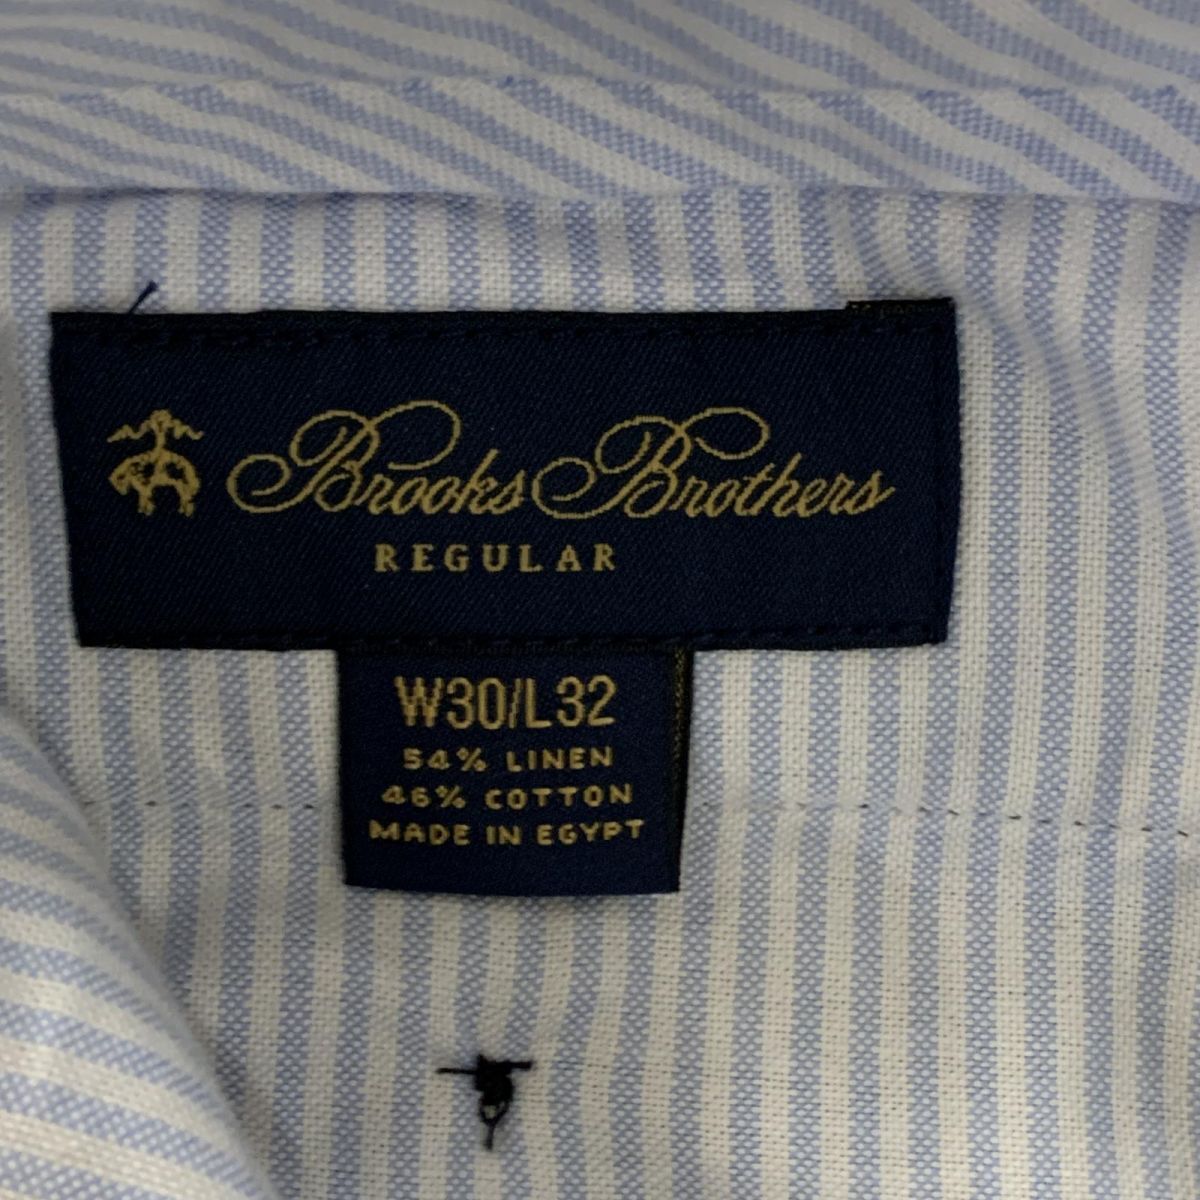 Brooks Brothers
REGULAR
W30/L32
54% LINEN
46% COTTON
MADE IN EGYPT